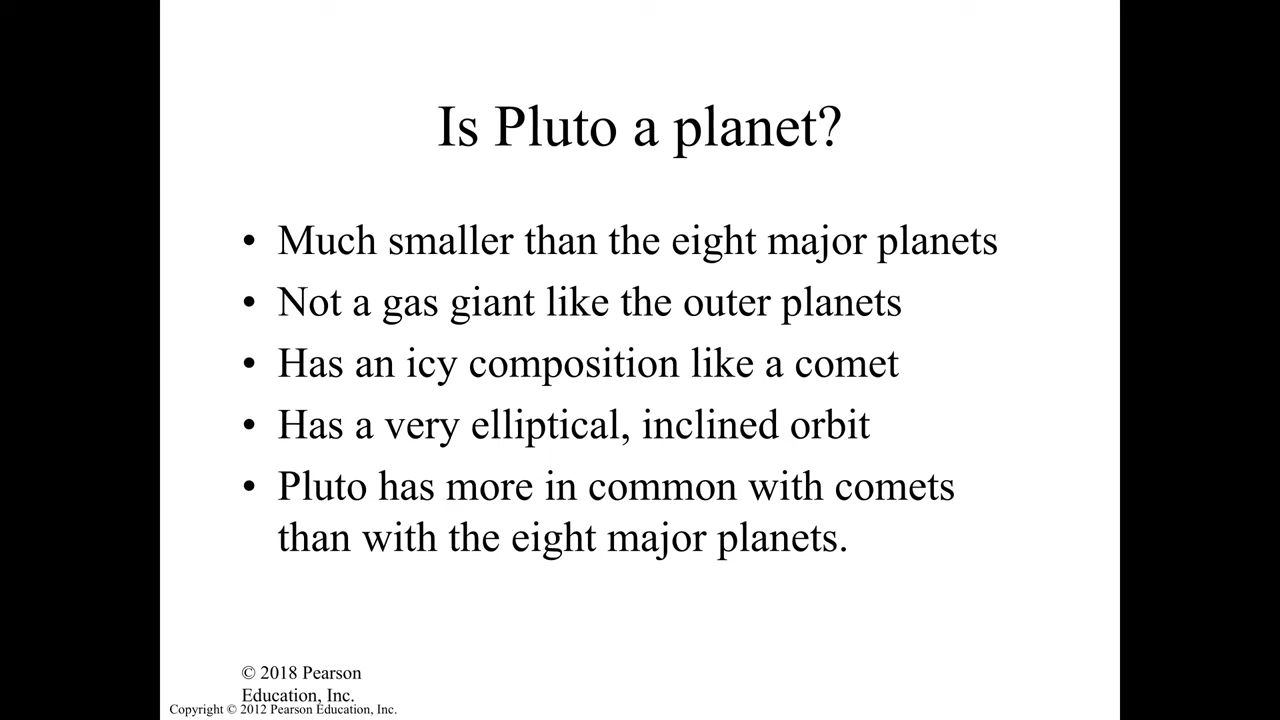 Is Pluto a planet?
• Much smaller than the eight major planets
• Not a gas giant like the outer planets
• Has an icy composition like a comet
• Has a very elliptical, inclined orbit
• Pluto has more in common with comets
than with the eight major planets.
© 2018 Pearson
Education, Inc.
Copyright © 2012 Pearson Education, Inc.